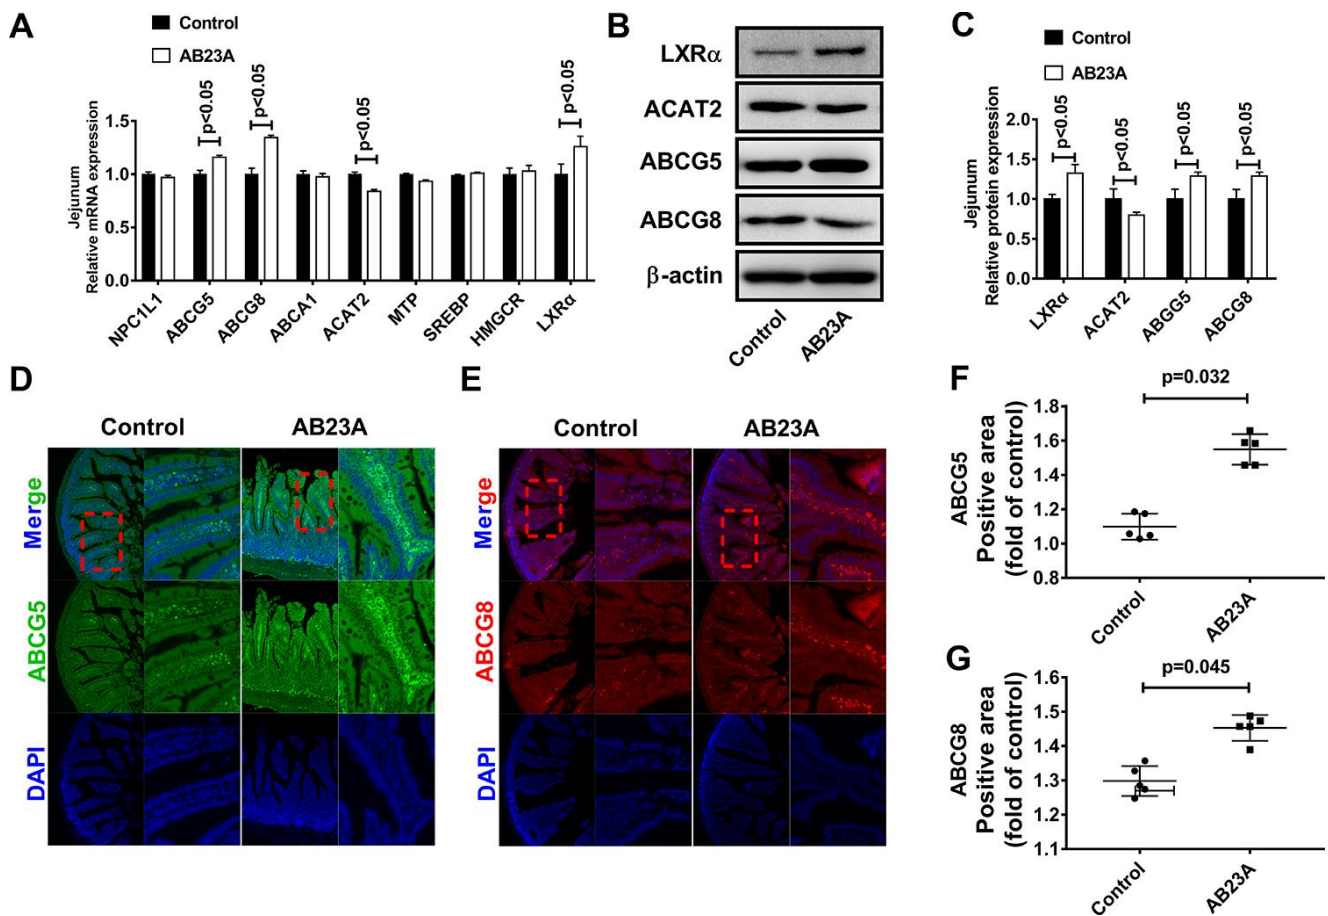 A
Control
AB23A
Jejunum
Relative mRNA expression
1.5
1.0
0.5
0.0
p<0.05
p<0.05
p<0.05
p<0.05
NPC1L1
ABCG5
ABCG8
ABCA1
ACAT2
MTP
SREBP
HMGCR
LXRα
B
LXRα
ACAT2
ABCG5
ABCG8
β-actin
Control
AB23A
C
Control
AB23A
Jejunum
Relative protein expression
2.0
1.5
1.0
0.5
0.0
p<0.05
p<0.05
p<0.05
p<0.05
LXRα
ACAT2
ABGG5
ABCG8
D
Control
AB23A
Merge
ABCG5
DAPI
E
Control
AB23A
Merge
ABCG8
DAPI
F
p=0.032
ABCG5
Positive area
(fold of control)
1.8
1.6
1.4
1.2
1.0
0.8
Control
AB23A
G
p=0.045
ABCG8
Positive area
(fold of control)
1.6
1.5
1.4
1.3
1.2
1.1
Control
AB23A